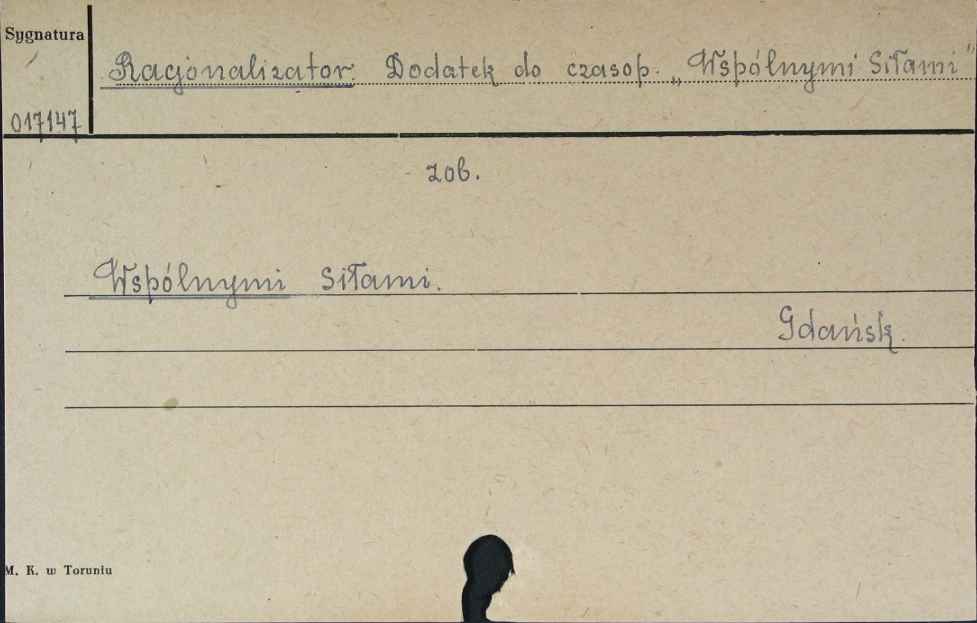 Sygnatura
Racjonalizator. Dodatek do czasop. „Wspólnymi Siłami"
017147
zob.
Wspólnymi Siłami.
Gdańsk.
M. K. w Toruniu